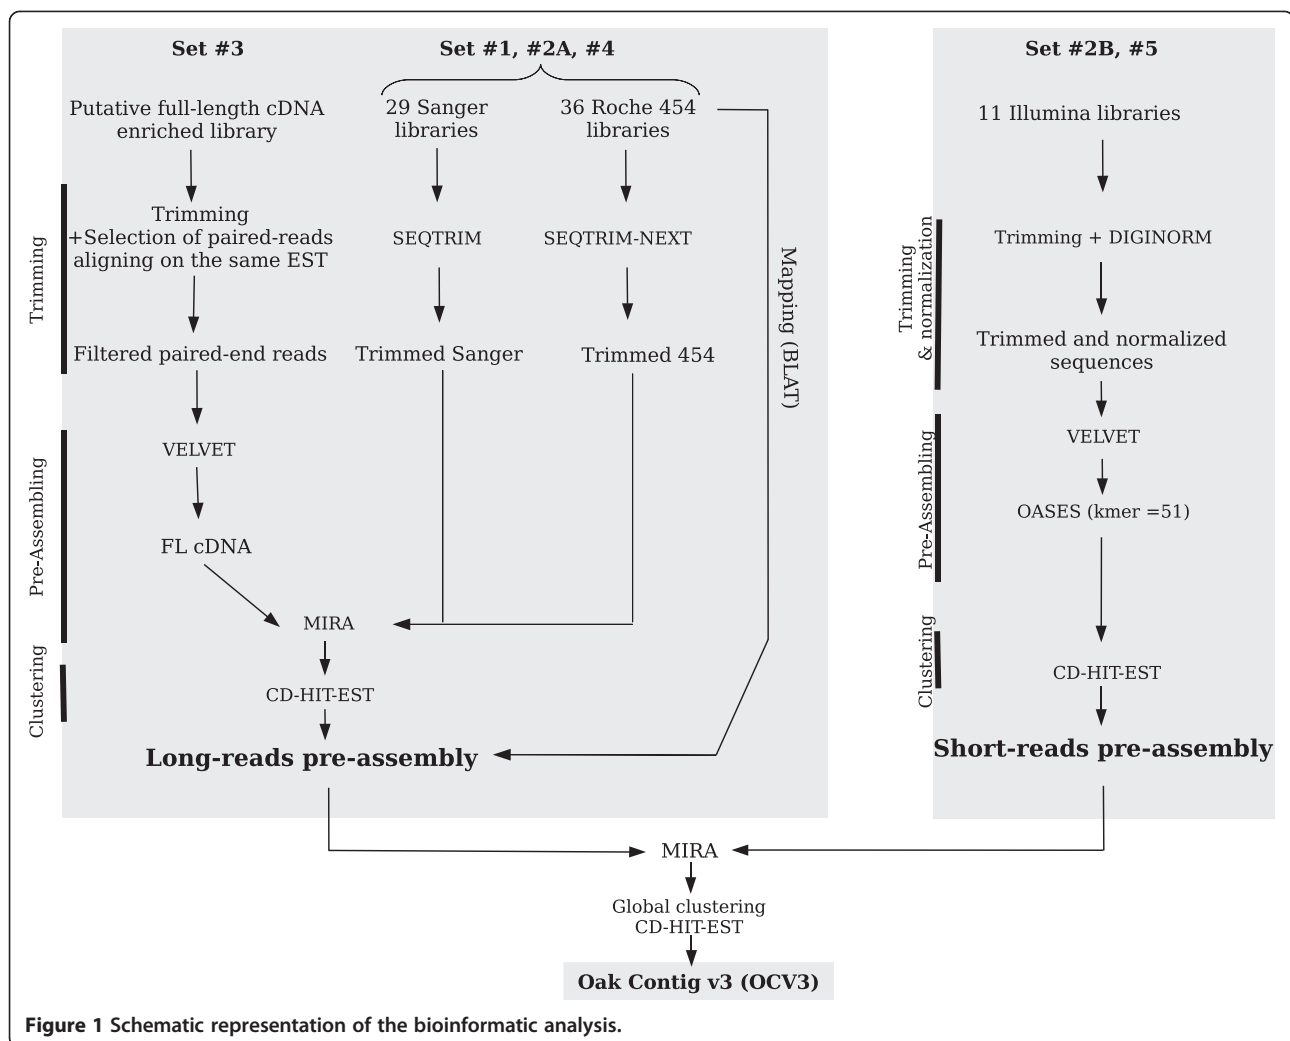 Set #3
Set #1, #2A, #4
Set #2B, #5
Putative full-length cDNA
enriched library
29 Sanger
libraries
36 Roche 454
libraries
11 Illumina libraries
Trimming
Trimming
+Selection of paired-reads
aligning on the same EST
SEQTRIM
SEQTRIM-NEXT
Mapping (BLAT)
Trimming
& normalization
Trimming + DIGINORM
Filtered paired-end reads
Trimmed Sanger
Trimmed 454
Trimmed and normalized
sequences
Pre-Assembling
VELVET
FL cDNA
MIRA
Pre-Assembling
VELVET
OASES (kmer =51)
Clustering
CD-HIT-EST
Long-reads pre-assembly
Clustering
CD-HIT-EST
Short-reads pre-assembly
MIRA
Global clustering
CD-HIT-EST
Oak Contig v3 (OCV3)
Figure 1 Schematic representation of the bioinformatic analysis.